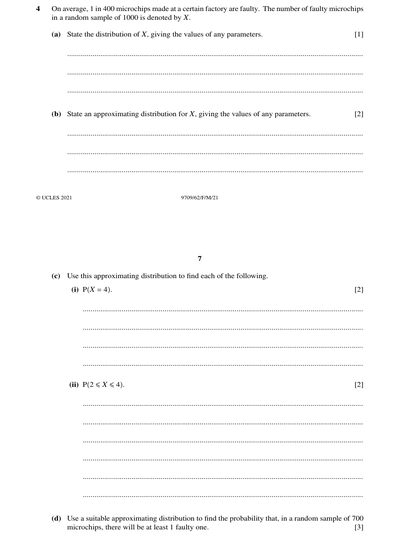 4 On average, 1 in 400 microchips made at a certain factory are faulty. The number of faulty microchips
in a random sample of 1000 is denoted by X.
(a) State the distribution of X, giving the values of any parameters. [1]
(b) State an approximating distribution for X, giving the values of any parameters. [2]
© UCLES 2021 9709/62/F/M/21
7
(c) Use this approximating distribution to find each of the following.
(i) P(X = 4). [2]
(ii) P(2 ⩽ X ⩽ 4). [2]
(d) Use a suitable approximating distribution to find the probability that, in a random sample of 700
microchips, there will be at least 1 faulty one. [3]